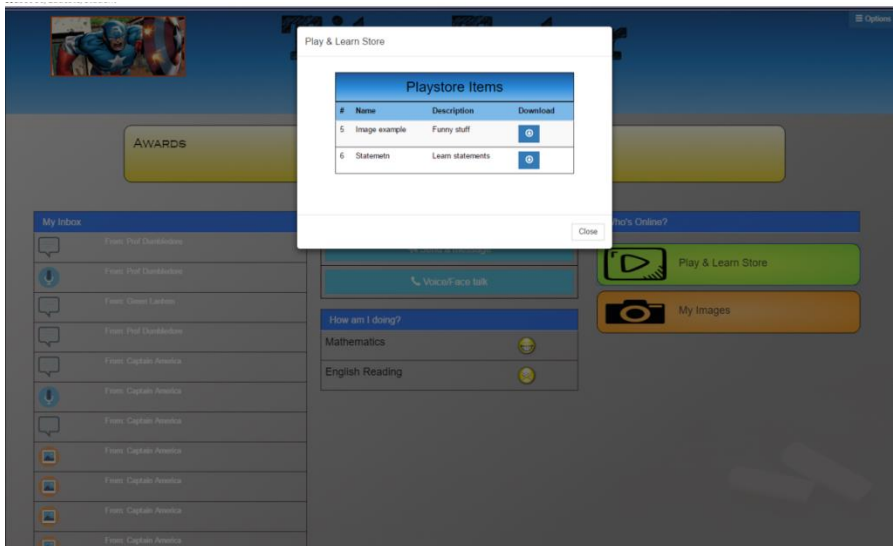 Options
Play & Learn Store
Playstore Items
# Name Description Download
5 Image example Funny stuff
6 Statemetn Learn statements
Close
AWARDS
My Inbox
From: Prof Dumbledore
From: Prof Dumbledore
From: Green Lantern
From: Prof Dumbledore
From: Captain America
From: Captain America
From: Captain America
From: Captain America
From: Captain America
From: Captain America
From: Captain America
Voice/Face talk
How am I doing?
Mathematics
English Reading
Who's Online?
Play & Learn Store
My Images